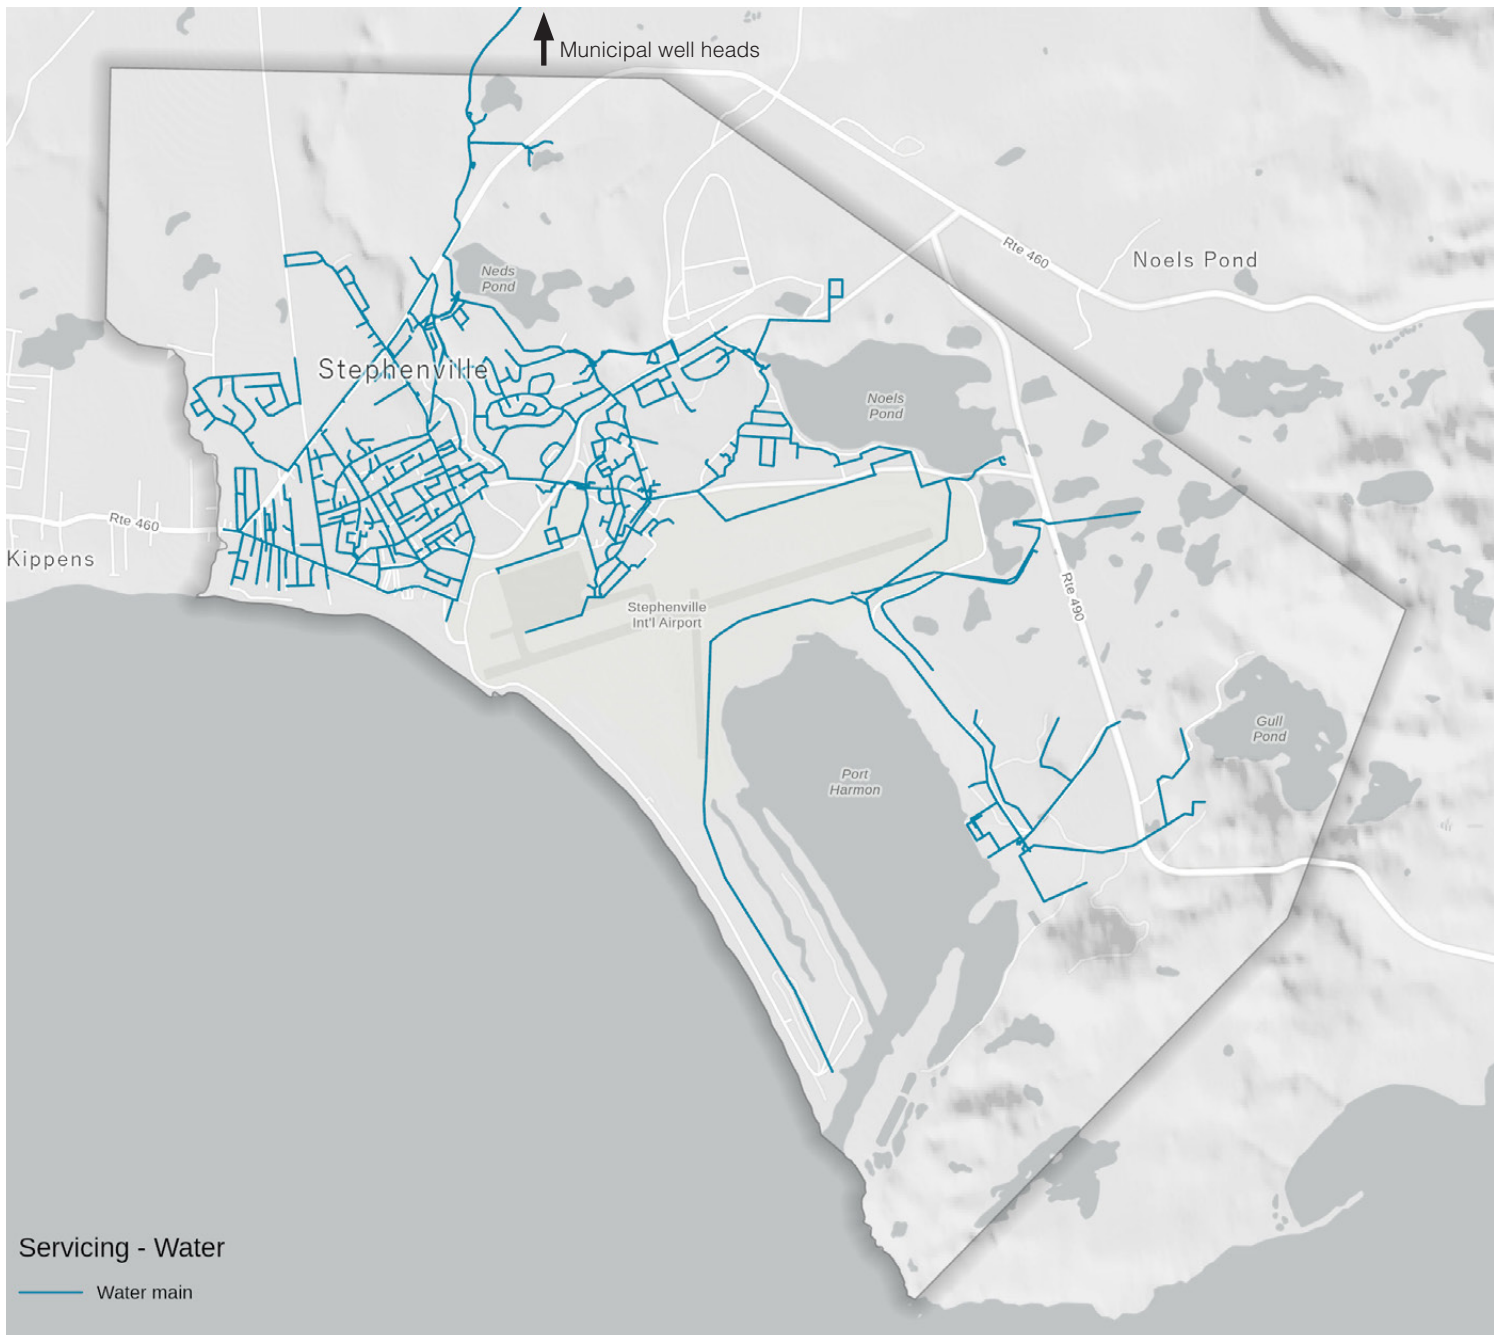 Municipal well heads
Rte 460
Noels Pond
Neds
Pond
Stephenville
Noels
Pond
Rte 460
Kippens
Rte 490
Stephenville
Int'l Airport
Gull
Pond
Port
Harmon
Servicing - Water
Water main